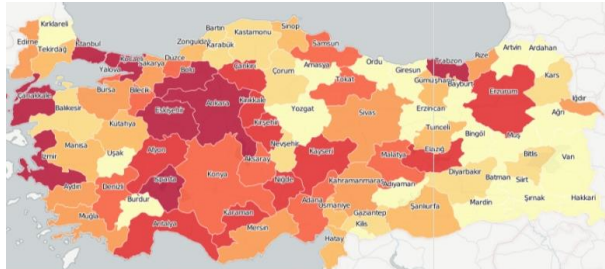 Kırklareli
Edirne
Tekirdağ
İstanbul
Kocaeli
Yalova
Sakarya
Düzce
Zonguldak
Bartın
Karabük
Kastamonu
Sinop
Samsun
Ordu
Giresun
Trabzon
Rize
Artvin
Ardahan
Kars
Iğdır
Ağrı
Erzurum
Bayburt
Gümüşhane
Erzincan
Tunceli
Bingöl
Muş
Bitlis
Van
Hakkari
Şırnak
Siirt
Batman
Mardin
Diyarbakır
Elazığ
Malatya
Adıyaman
Şanlıurfa
Gaziantep
Kilis
Hatay
Osmaniye
Kahramanmaraş
Adana
Mersin
Niğde
Kayseri
Sivas
Tokat
Amasya
Çorum
Yozgat
Nevşehir
Kırşehir
Kırıkkale
Çankırı
Ankara
Bolu
Eskişehir
Bilecik
Bursa
Balıkesir
Çanakkale
Kütahya
Manisa
İzmir
Uşak
Afyon
Aydın
Denizli
Muğla
Burdur
Isparta
Antalya
Konya
Aksaray
Karaman